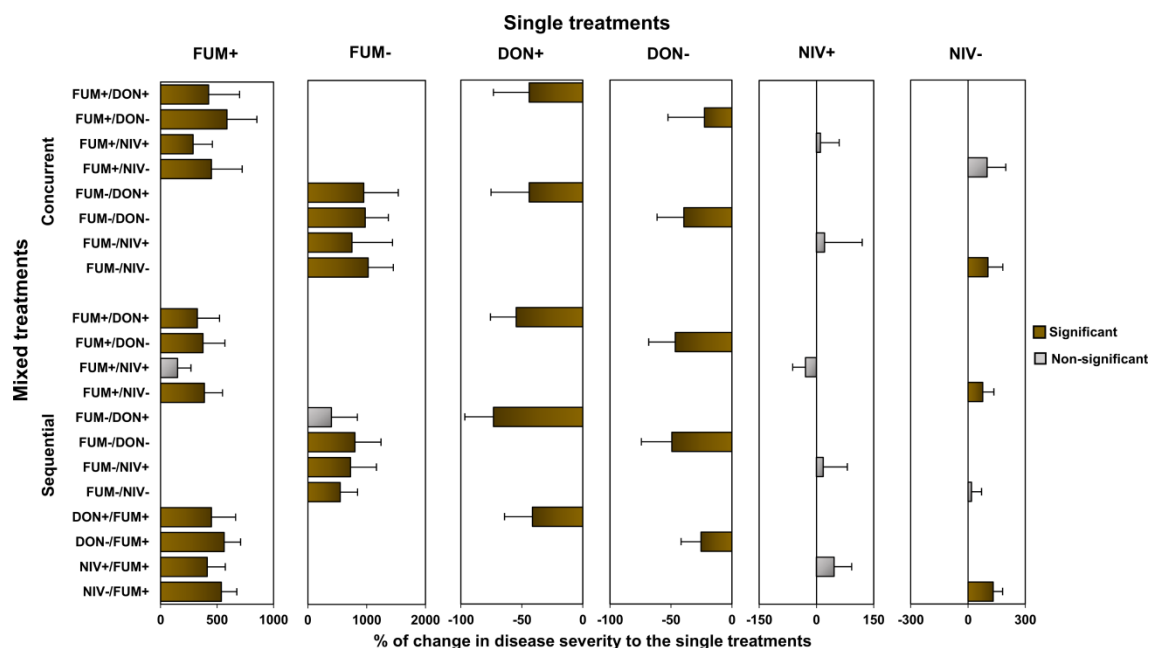 Single treatments
FUM+ FUM- DON+ DON- NIV+ NIV-
Mixed treatments
Concurrent
FUM+/DON+
FUM+/DON-
FUM+/NIV+
FUM+/NIV-
FUM-/DON+
FUM-/DON-
FUM-/NIV+
FUM-/NIV-
Sequential
FUM+/DON+
FUM+/DON-
FUM+/NIV+
FUM+/NIV-
FUM-/DON+
FUM-/DON-
FUM-/NIV+
FUM-/NIV-
DON+/FUM+
DON-/FUM+
NIV+/FUM+
NIV-/FUM+
Significant
Non-significant
0 500 1000 0 1000 2000 -100 -50 0 -100 -50 0 -150 0 150 -300 0 300
% of change in disease severity to the single treatments